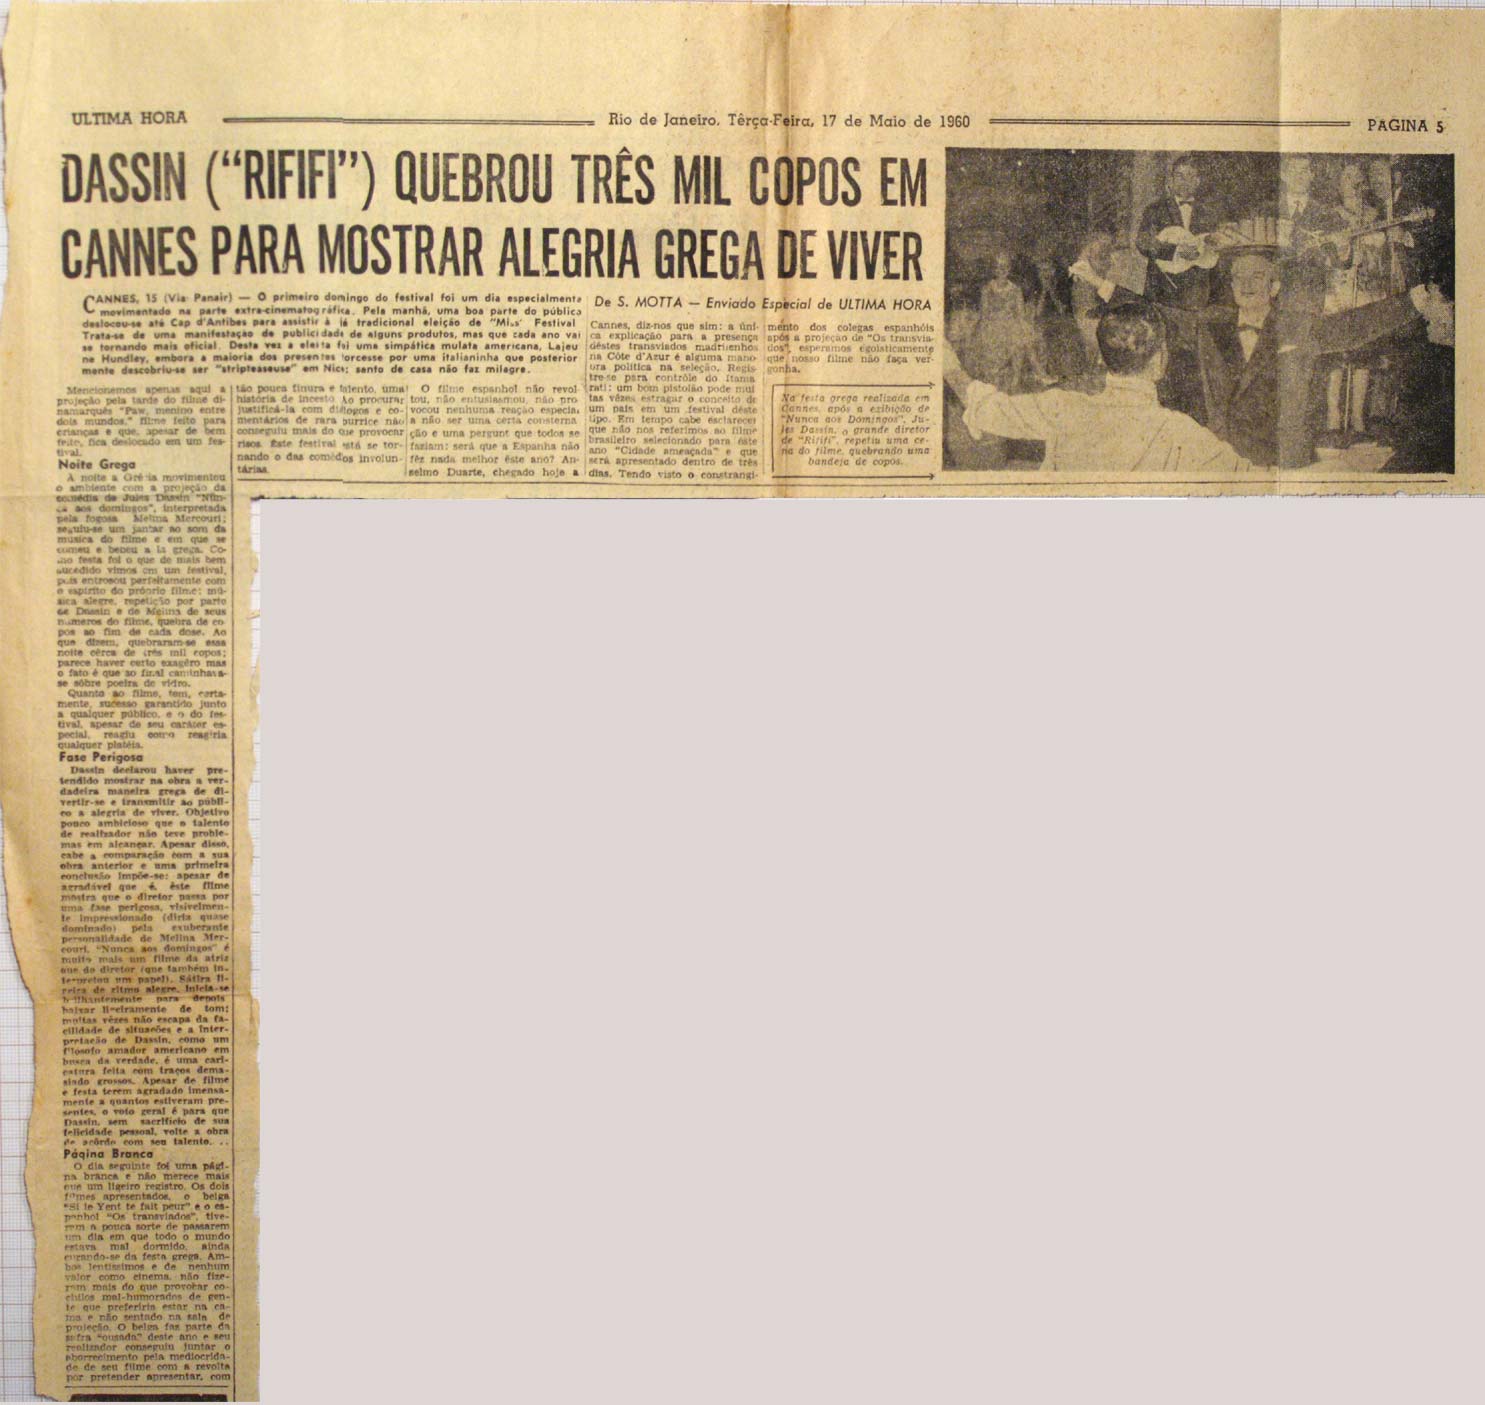 ULTIMA HORA
Rio de Janeiro, Têrça-Feira, 17 de Maio de 1960
PAGINA 5
DASSIN ("RIFIFI") QUEBROU TRÊS MIL COPOS EM
CANNES PARA MOSTRAR ALEGRIA GREGA DE VIVER
CANNES, 15 (Via Panair) — O primeiro domingo do festival foi um dia especialmente
movimentado na parte extra-cinematográfica. Pela manhã, uma boa parte do público
deslocou-se até Cap d'Antibes para assistir à já tradicional eleição de "Miss" Festival
Trata-se de uma manifestação de publicidade de alguns produtos, mas que cada ano vai
se tornando mais oficial. Desta vez a eleita foi uma simpática mulata americana, Lajeu
ne Hundley, embora a maioria dos presentes torcesse por uma italianinha que posterior
mente descobriu-se ser "stripteaseuse" em Nice; santo de casa não faz milagre.
De S. MOTTA — Enviado Especial de ULTIMA HORA
Mencionemos apenas aqui a
projeção pela tarde do filme di-
namarquês "Paw, menino entre
dois mundos," filme feito para
crianças e que, apesar de bem
feito, fica deslocado em um fes-
tival.
Noite Grega
A noite a Grécia movimentou
o ambiente com a projeção da
comédia de Jules Dassin "Nun-
ca aos domingos", interpretada
pela fogosa Melina Mercouri;
seguiu-se um jantar ao som da
música do filme e em que se
comeu e bebeu a la grega. Co-
mo festa foi o que de mais bem
sucedido vimos em um festival,
pois entrosou perfeitamente com
o espírito do próprio filme: mú-
sica alegre, repetição por parte
de Dassin e de Melina de seus
números do filme, quebra de co-
pos ao fim de cada dose. Ao
que dizem, quebraram-se essa
noite cêrca de três mil copos;
parece haver certo exagêro mas
o fato é que ao final caminhava-
se sôbre poeira de vidro.
Quanto ao filme, tem, certa-
mente, sucesso garantido junto
a qualquer público, e o do fes-
tival, apesar de seu caráter es-
pecial, reagiu como reagiria
qualquer platéia.
Fase Perigosa
Dassin declarou haver pre-
tendido mostrar na obra a ver-
dadeira maneira grega de di-
vertir-se e transmitir ao públi-
co a alegria de viver. Objetivo
pouco ambicioso que o talento
de realizador não teve proble-
mas em alcançar. Apesar disso,
cabe a comparação com a sua
obra anterior e uma primeira
conclusão impõe-se: apesar de
agradável que é, êste filme
mostra que o diretor passa por
uma fase perigosa, visivelmen-
te impressionado (diria quase
dominado) pela exuberante
personalidade de Melina Mer-
couri. "Nunca aos domingos" é
muito mais um filme da atriz
que do diretor (que também in-
terpretou um papel). Sátira li-
geira de ritmo alegre, inicia-se
brilhantemente para depois
baixar ligeiramente de tom;
muitas vêzes não escapa da fa-
cilidade de situações e a inter-
pretação de Dassin, como um
filósofo amador americano em
busca da verdade, é uma cari-
catura feita com traços dema-
siado grossos. Apesar de filme
e festa terem agradado imensa-
mente a quantos estiveram pre-
sentes, o voto geral é para que
Dassin, sem sacrifício de sua
felicidade pessoal, volte a obra
de acôrdo com seu talento. ..
Página Branca
O dia seguinte foi uma pági-
na branca e não merece mais
que um ligeiro registro. Os dois
filmes apresentados, o belga
"Si le Yent te fait peur" e o es-
panhol "Os transviados", tive-
ram a pouca sorte de passarem
um dia em que todo o mundo
estava mal dormido, ainda
curando-se da festa grega. Am-
bos lentíssimos e de nenhum
valor como cinema, não fize-
ram mais do que provocar co-
chilos mal-humorados de gen-
te que preferiria estar na ca-
ma e não sentado na sala de
projeção. O belga faz parte da
safra "ousada" deste ano e seu
realizador conseguiu juntar o
aborrecimento pela mediocrida-
de de seu filme com a revolta
por pretender apresentar, com
tão pouca finura e talento, uma
história de incesto Ao procurar
justificá-la com diálogos e co-
mentários de rara burrice não
conseguiu mais do que provocar
risos. Este festival está se tor-
nando o das comédos involun-
tárias.
O filme espanhol não revol
tou, não entusiasmou, não pro
vocou nenhuma reação especia
a não ser uma certa consterna
ção e uma pergunt que todos se
faziam: será que a Espanha não
fêz nada melhor êste ano? An-
selmo Duarte, chegado hoje a
Cannes, diz-nos que sim: a úni-
ca explicação para a presença
dêstes transviados madrilenhos
na Côte d'Azur é alguma mano
obra política na seleção. Regis-
tre-se para contrôle do Itama
rati: um bom pistolão pode mui
tas vêzes estragar o conceito de
um país em um festival dêste
tipo. Em tempo cabe esclarecer
que não nos referimos ao filme
brasileiro selecionado para êste
ano "Cidade ameaçada" e que
será apresentado dentro de três
dias. Tendo visto o constrangi-
mento dos colegas espanhóis
após a projeção de "Os transvia-
dos", esperamos egoìsticamente
que nosso filme não faça ver-
gonha.
Na festa grega realizada em
Cannes, após a exibição de
"Nunca aos Domingos", Ju-
les Dassin, o grande diretor
de "Rififi", repetiu uma ce-
na do filme, quebrando uma
bandeja de copos.